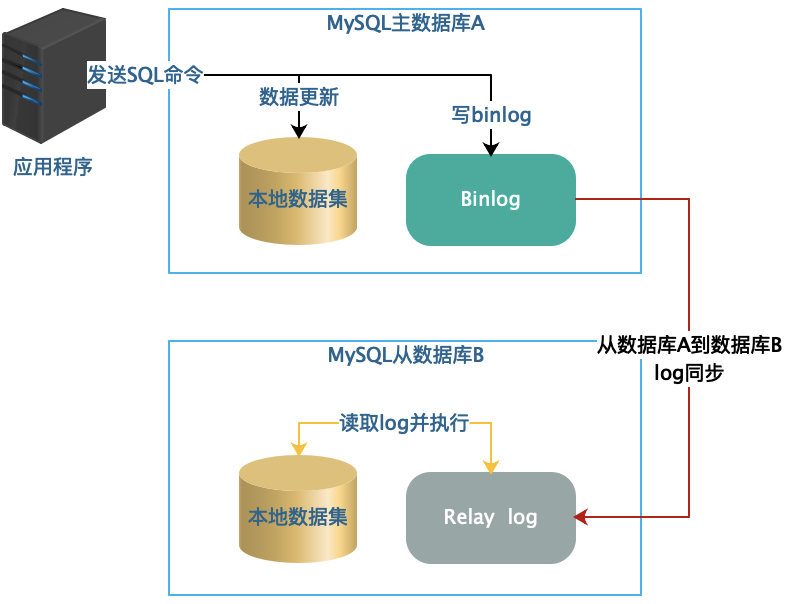 MySQL主数据库A
发送SQL命令
数据更新
写binlog
应用程序
本地数据集
Binlog
从数据库A到数据库B
log同步
MySQL从数据库B
读取log并执行
本地数据集
Relay log